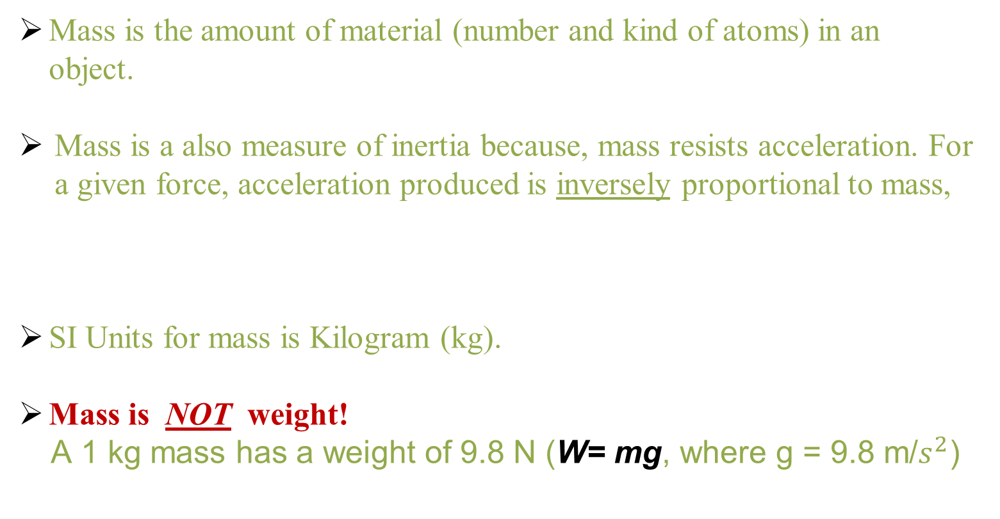 ➢ Mass is the amount of material (number and kind of atoms) in an
object.
➢ Mass is a also measure of inertia because, mass resists acceleration. For
a given force, acceleration produced is inversely proportional to mass,
➢ SI Units for mass is Kilogram (kg).
➢ Mass is NOT weight!
A 1 kg mass has a weight of 9.8 N (W= mg, where g = 9.8 m/s²)